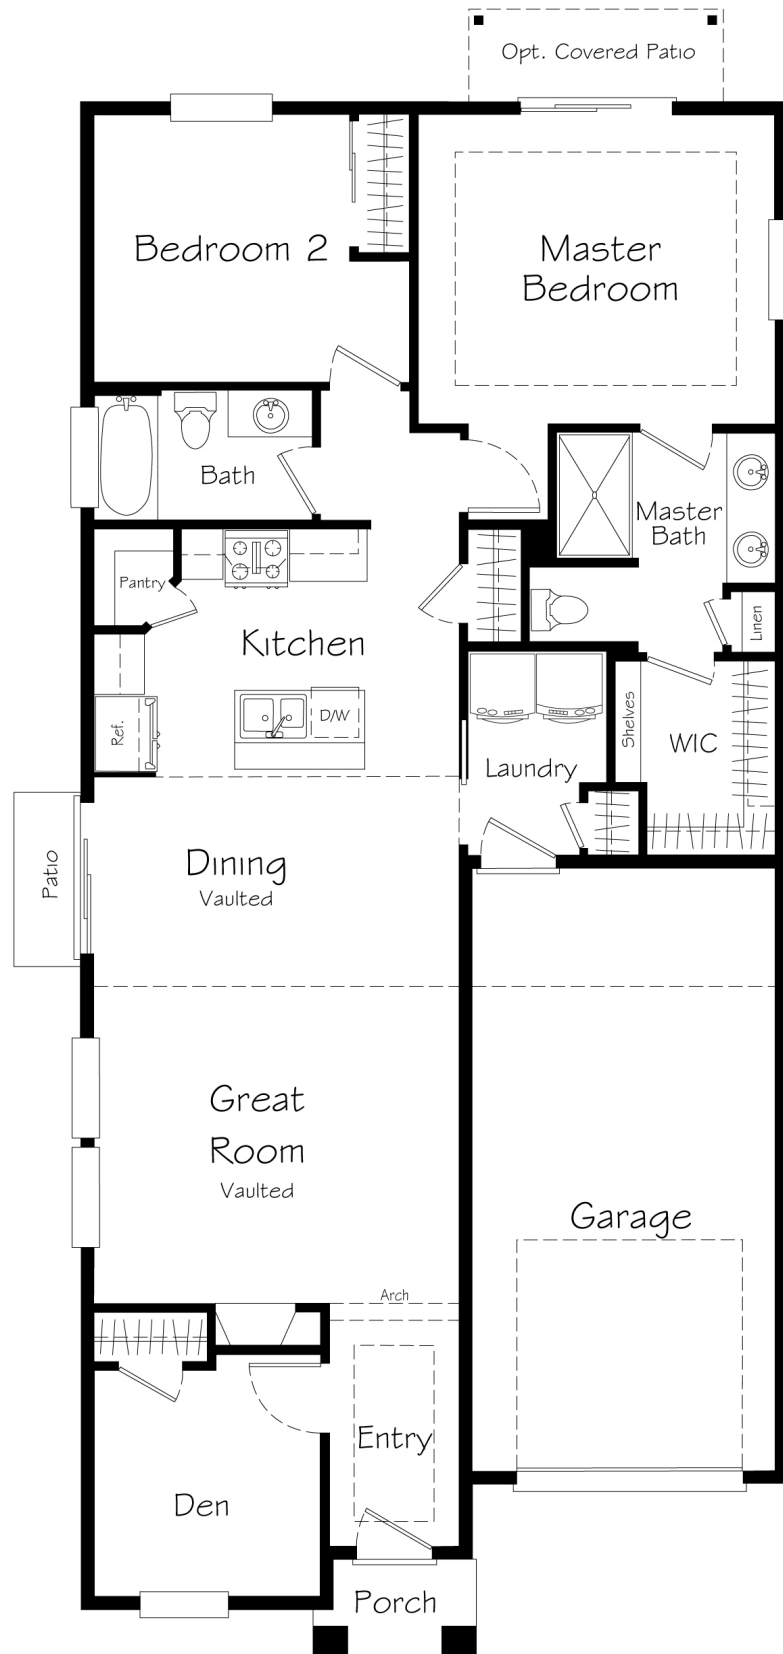 Opt. Covered Patio
Bedroom 2
Master
Bedroom
Bath
Master
Bath
Pantry
Linen
Kitchen
Ref.
D/W
Shelves
WIC
Laundry
Patio
Dining
Vaulted
Great
Room
Vaulted
Garage
Arch
Entry
Den
Porch